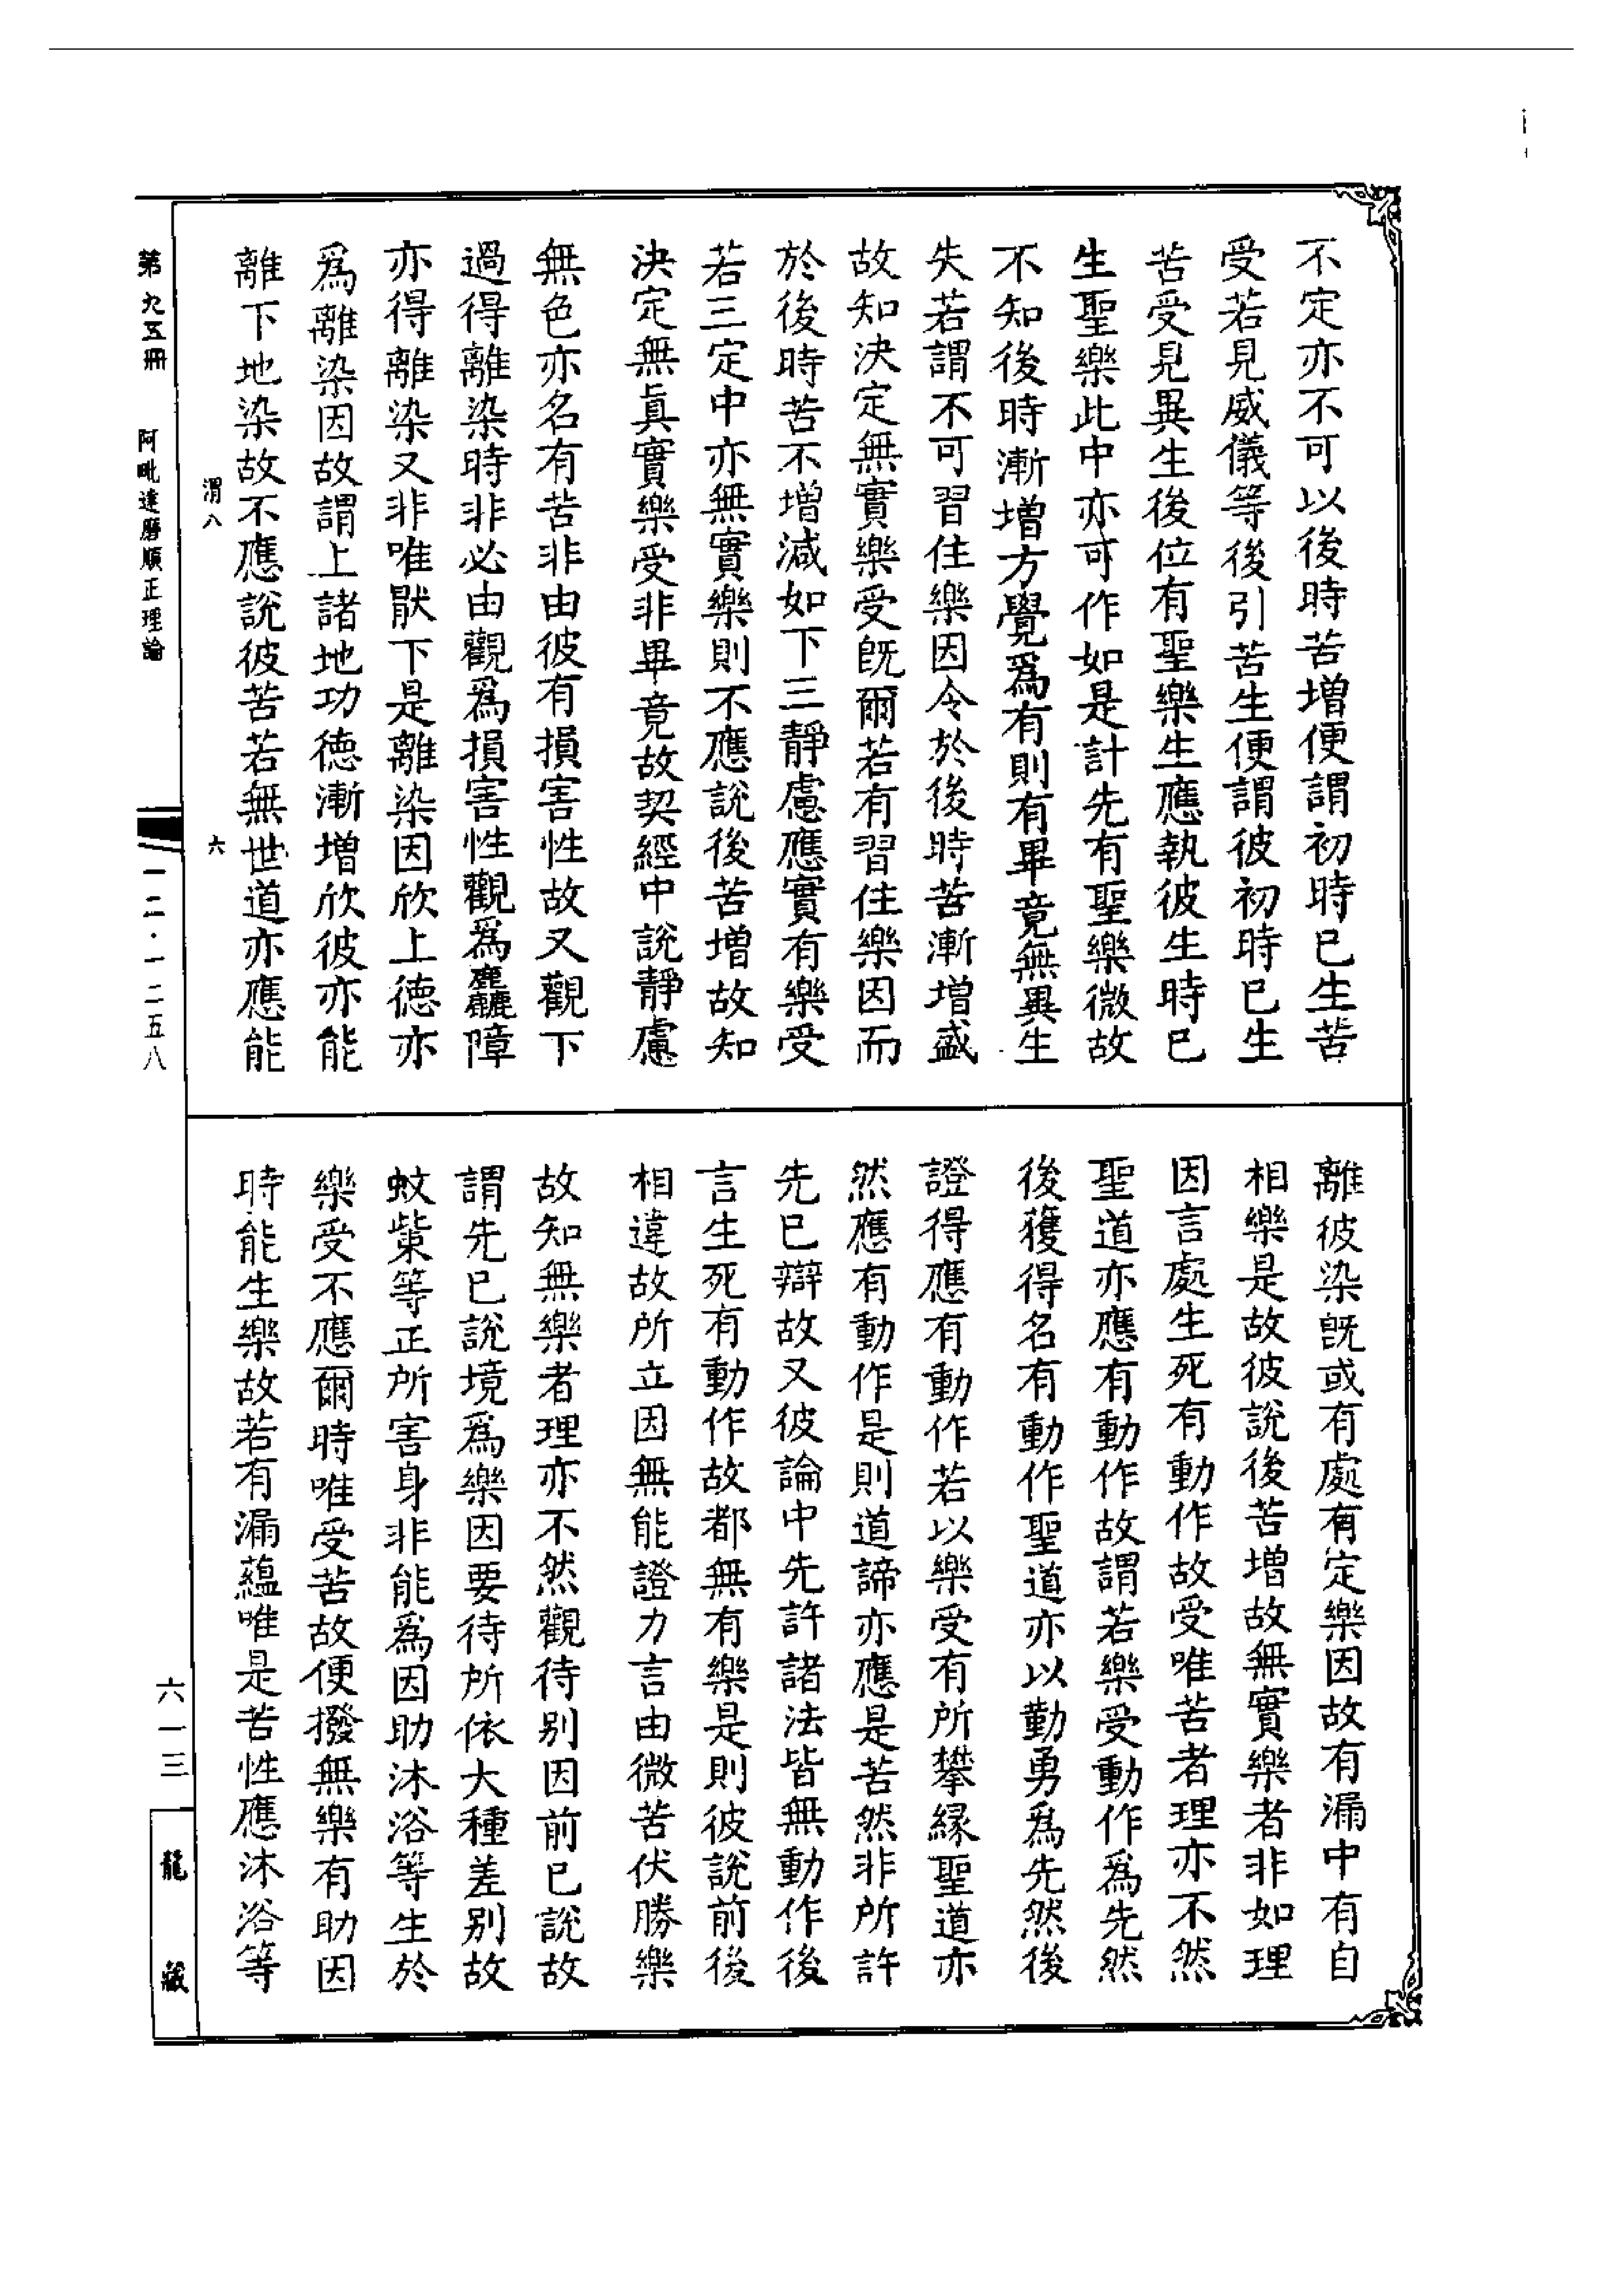 不定亦不可以後時苦增便謂初時已生苦
受若見威儀等後引苦生便謂彼初時已生
苦受見異生後位有聖樂生應執彼生時已
生聖樂此中亦可作如是計先有聖樂微故
不知後時漸增方覺爲有則有畢竟無異生
失若謂不可習住樂因令於後時苦漸增盛
故知決定無實樂受旣爾若有習住樂因而
於後時苦不增減如下三靜慮應實有樂受
若三定中亦無實樂則不應說後苦增故知
決定無眞實樂受非畢竟故契經中說靜慮
無色亦名有苦非由彼有損害性故又觀下
過得離染時非必由觀爲損害性觀爲麤障
亦得離染又非唯猒下是離染因欣上德亦
爲離染因故謂上諸地功德漸增欣彼亦能
離下地染故不應說彼苦若無世道亦應能
離彼染旣或有處有定樂因故有漏中有自
相樂是故彼說後苦增故無實樂者非如理
因言處生死有動作故受唯苦者理亦不然
聖道亦應有動作故謂若樂受動作爲先然
後獲得名有動作聖道亦以勤勇爲先然後
證得應有動作若以樂受有所攀緣聖道亦
然應有動作是則道諦亦應是苦然非所許
先已辯故又彼論中先許諸法皆無動作後
言生死有動作故都無有樂是則彼說前後
相違故所立因無能證力言由微苦伏勝樂
故知無樂者理亦不然觀待別因前已說故
謂先已說境爲樂因要待所依大種差別故
蚊蟁等正所害身非能爲因助沐浴等生於
樂受不應爾時唯受苦故便撥無樂有助因
時能生樂故若有漏蘊唯是苦性應沐浴等
渭八
六
第九五冊
阿毗達磨順正理論
一二·一二五八
六一三
龍藏